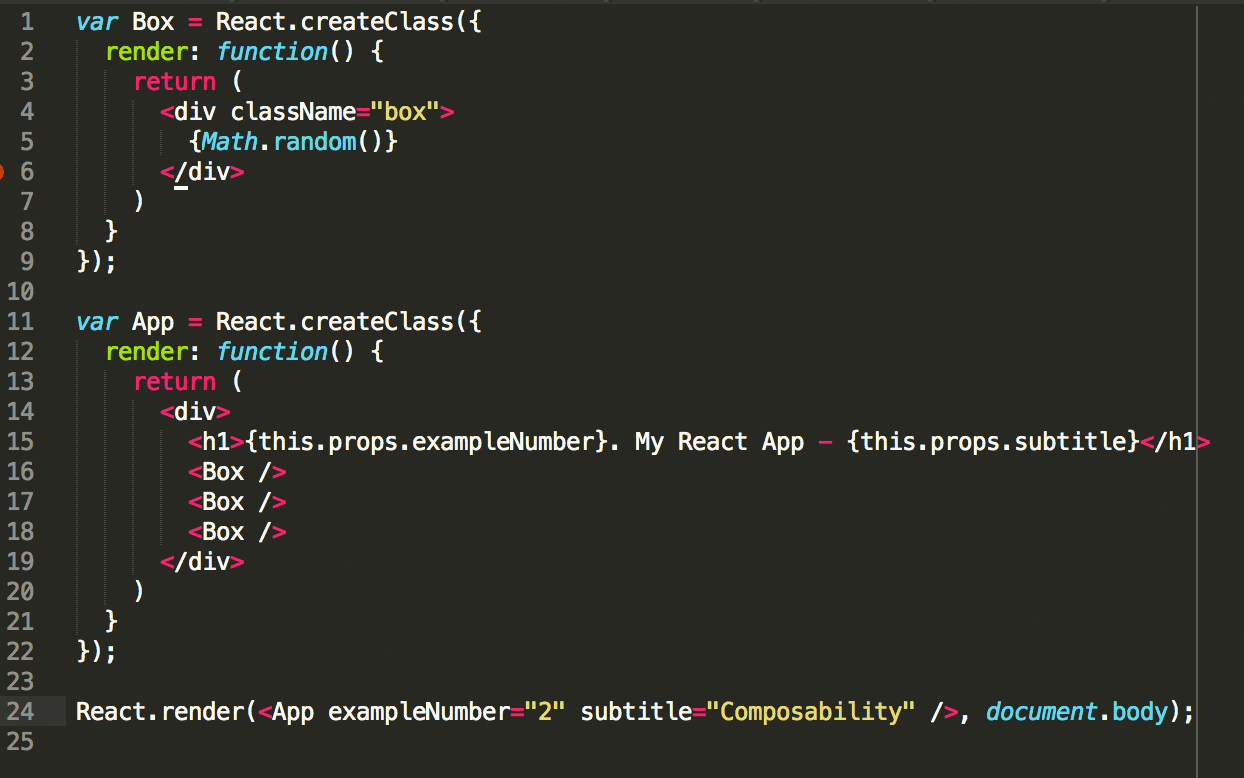 1 var Box = React.createClass({
2   render: function() {
3     return (
4       <div className="box">
5         {Math.random()}
6       </div>
7     )
8   }
9 });
10
11 var App = React.createClass({
12   render: function() {
13     return (
14       <div>
15         <h1>{this.props.exampleNumber}. My React App - {this.props.subtitle}</h1>
16         <Box />
17         <Box />
18         <Box />
19       </div>
20     )
21   }
22 });
23
24 React.render(<App exampleNumber="2" subtitle="Composability" />, document.body);
25